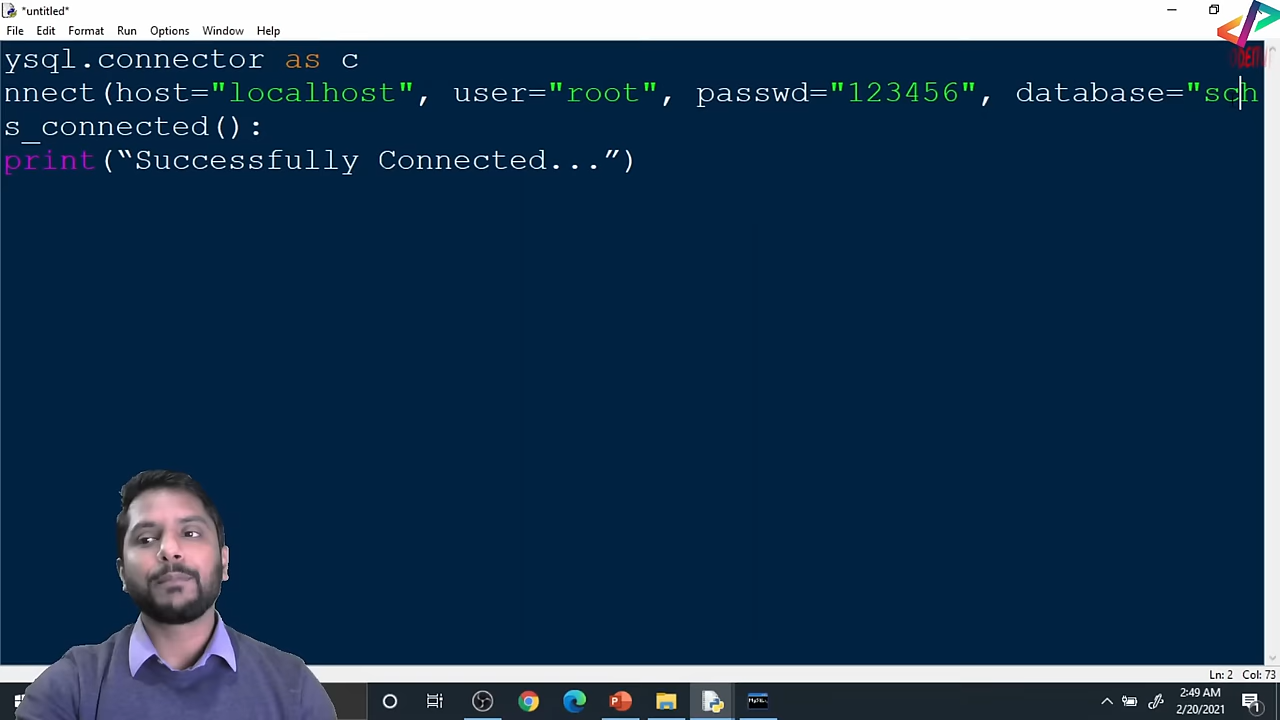 *untitled*
File Edit Format Run Options Window Help
ysql.connector as c
nnect(host="localhost", user="root", passwd="123456", database="sch
s_connected():
print(“Successfully Connected...”)
Ln: 2 Col: 73
2:49 AM
2/20/2021